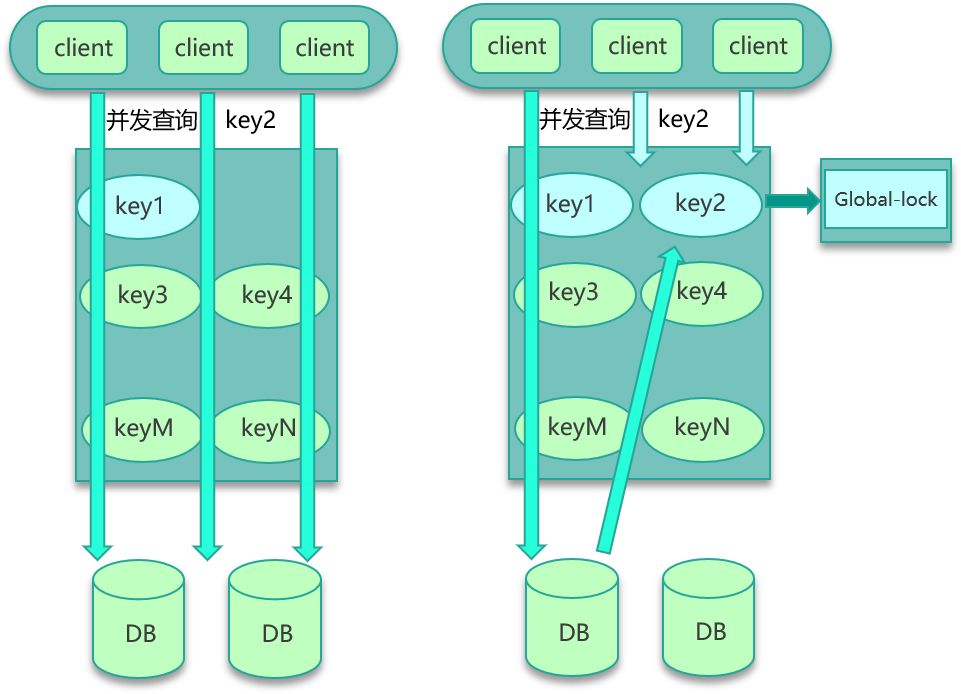 client client client
并发查询 key2
key1
key3 key4
keyM keyN
DB DB
client client client
并发查询 key2
key1 key2 Global-lock
key3 key4
keyM keyN
DB DB